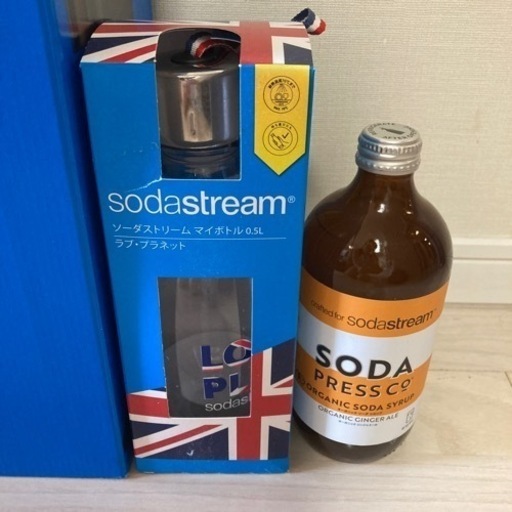 sodastream®
ソーダストリーム マイボトル 0.5L
ラブ・プラネット
LO
PL
sodas
crafted for sodastream
SODA
PRESS CO
ORGANIC SODA SYRUP
ORGANIC GINGER ALE